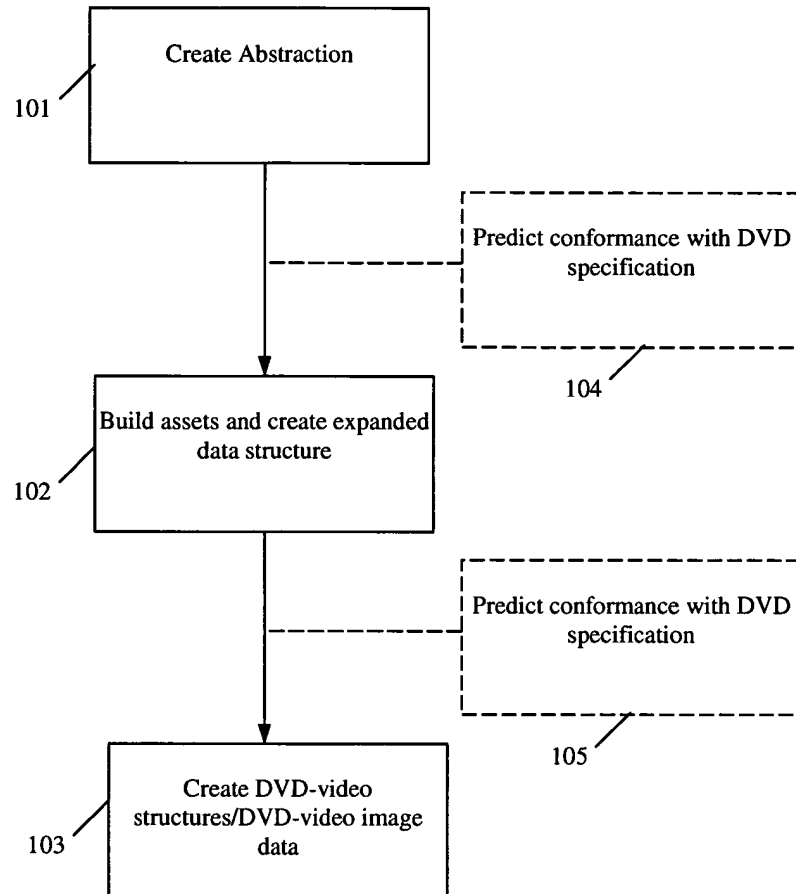 Create Abstraction
101
Predict conformance with DVD
specification
104
Build assets and create expanded
data structure
102
Predict conformance with DVD
specification
105
Create DVD-video
structures/DVD-video image
data
103